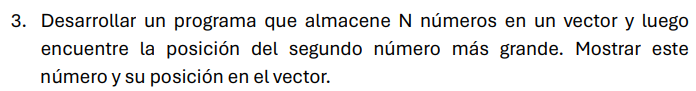 3. Desarrollar un programa que almacene N números en un vector y luego
encuentre la posición del segundo número más grande. Mostrar este
número y su posición en el vector.